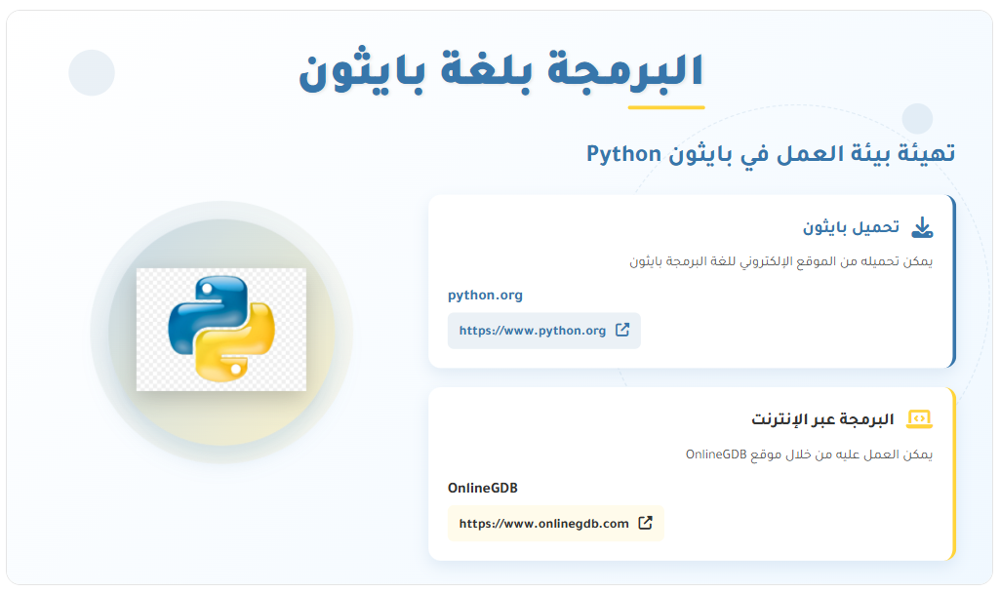 البرمجة بلغة بايثون
تهيئة بيئة العمل في بايثون Python
تحميل بايثون
يمكن تحميله من الموقع الإلكتروني للغة البرمجة بايثون
python.org
https://www.python.org
البرمجة عبر الإنترنت
يمكن العمل عليه من خلال موقع OnlineGDB
OnlineGDB
https://www.onlinegdb.com